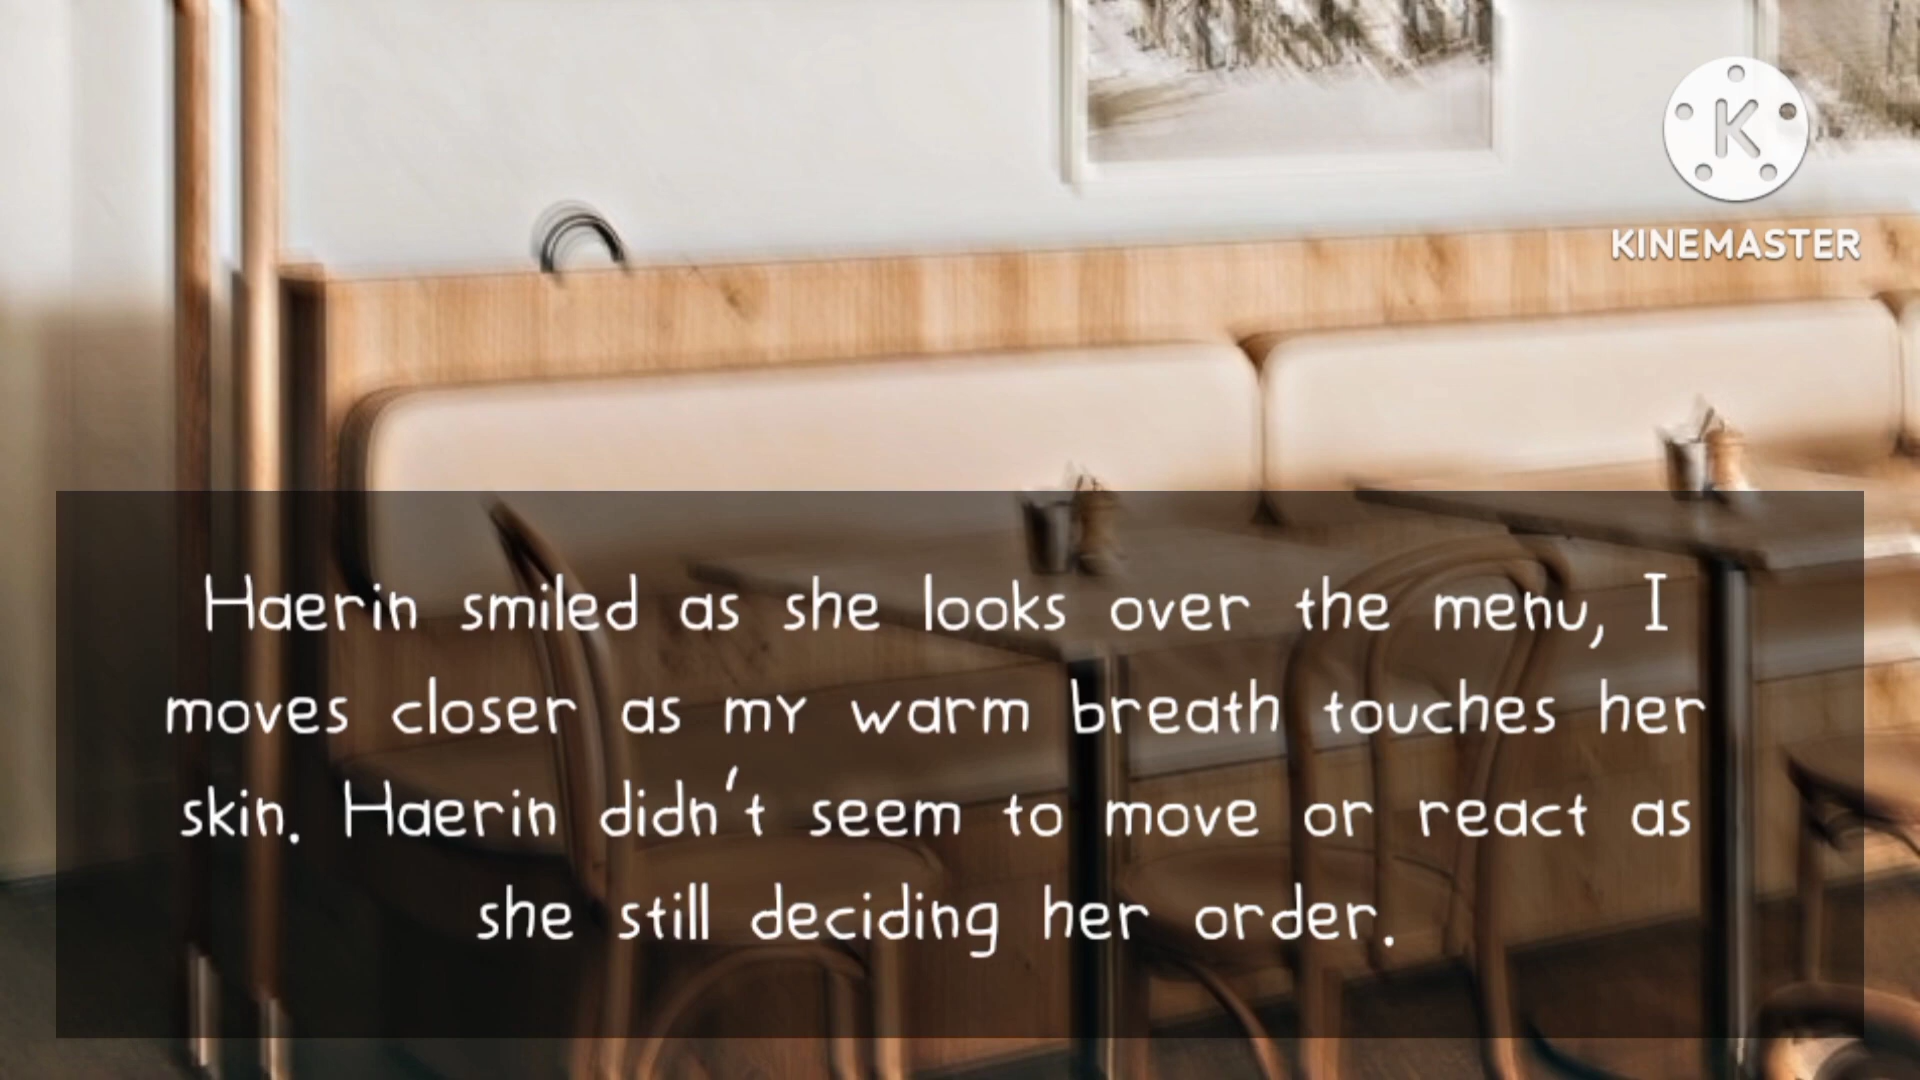 K
KINEMASTER
Haerin smiled as she looks over the menu, I
moves closer as my warm breath touches her
skin. Haerin didn't seem to move or react as
she still deciding her order.